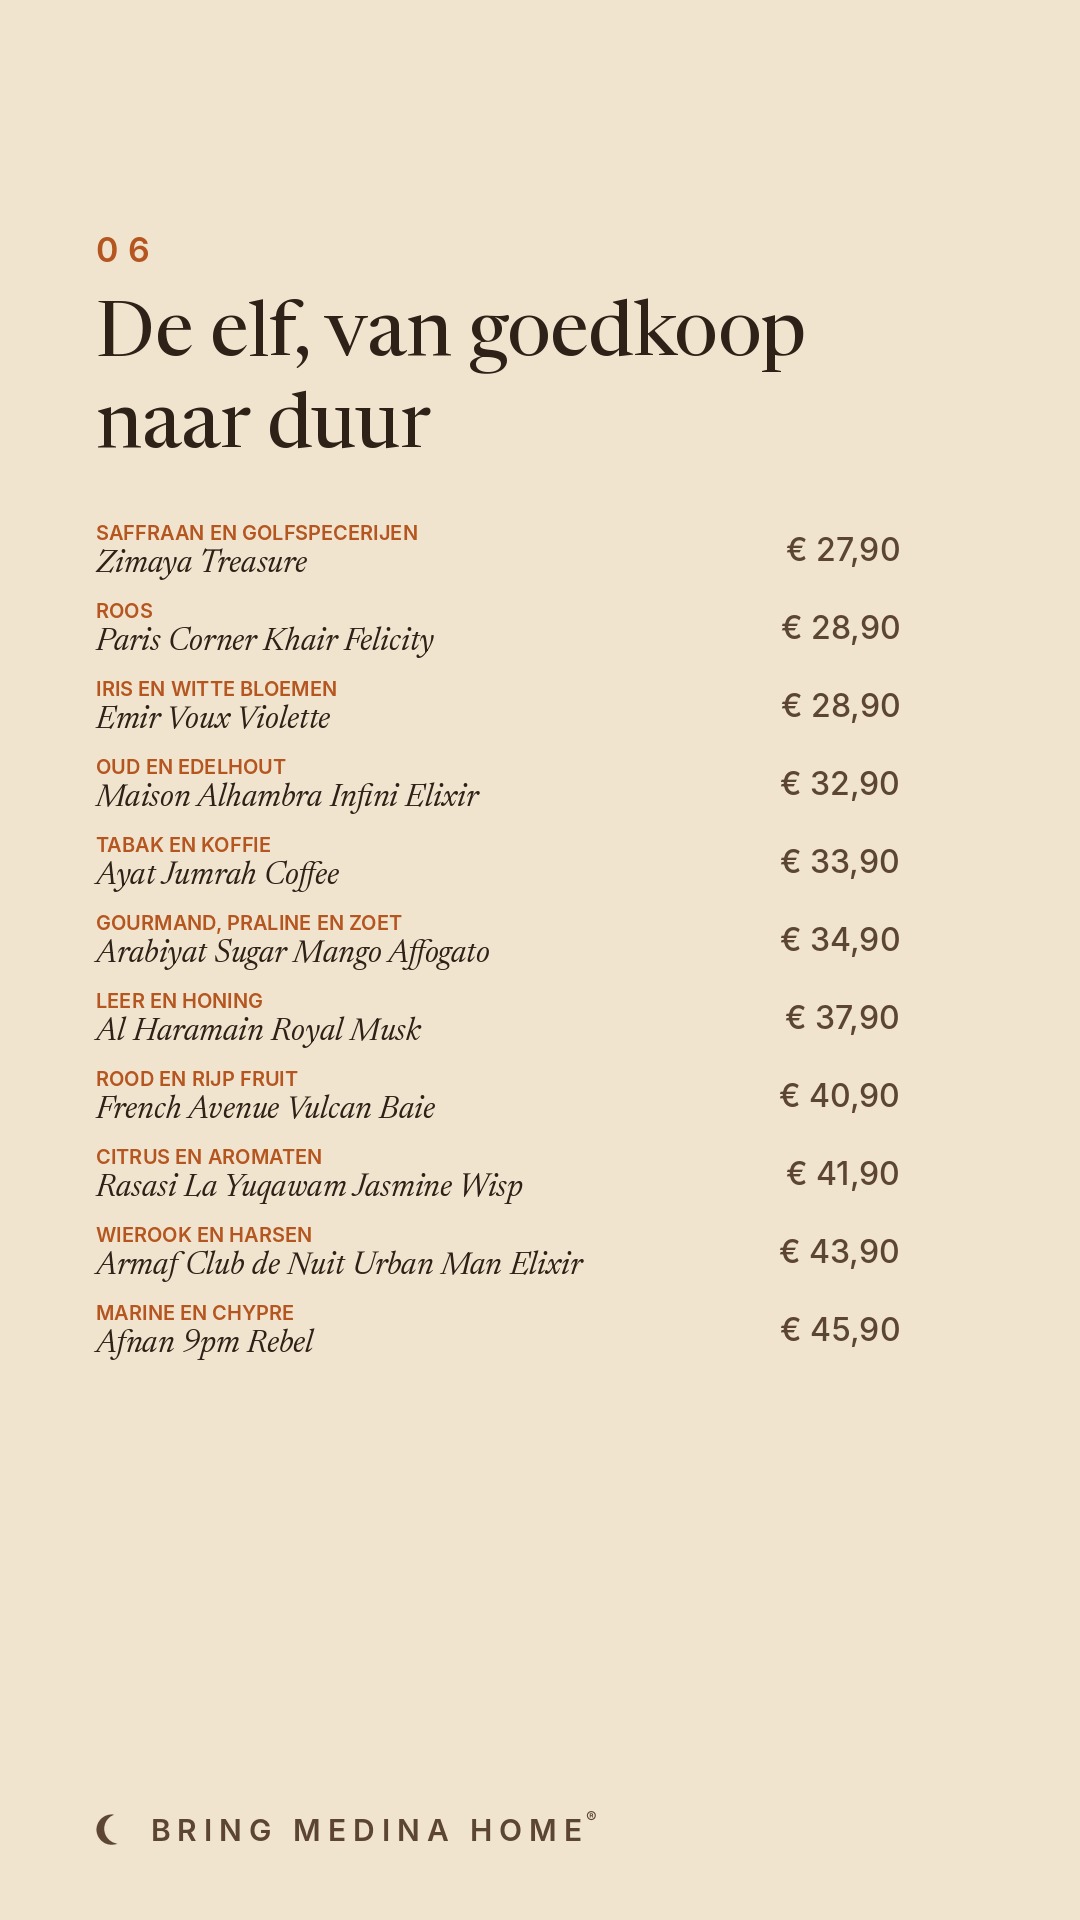 06
De elf, van goedkoop
naar duur
SAFFRAAN EN GOLFSPECERIJEN
Zimaya Treasure
€ 27,90
ROOS
Paris Corner Khair Felicity
€ 28,90
IRIS EN WITTE BLOEMEN
Emir Voux Violette
€ 28,90
OUD EN EDELHOUT
Maison Alhambra Infini Elixir
€ 32,90
TABAK EN KOFFIE
Ayat Jumrah Coffee
€ 33,90
GOURMAND, PRALINE EN ZOET
Arabiyat Sugar Mango Affogato
€ 34,90
LEER EN HONING
Al Haramain Royal Musk
€ 37,90
ROOD EN RIJP FRUIT
French Avenue Vulcan Baie
€ 40,90
CITRUS EN AROMATEN
Rasasi La Yuqawam Jasmine Wisp
€ 41,90
WIEROOK EN HARSEN
Armaf Club de Nuit Urban Man Elixir
€ 43,90
MARINE EN CHYPRE
Afnan 9pm Rebel
€ 45,90
BRING MEDINA HOME®